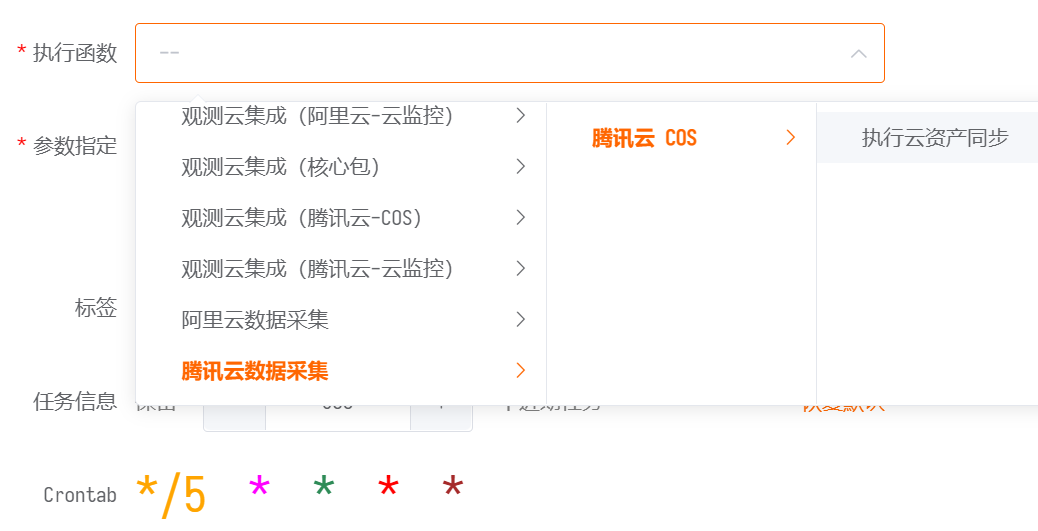 * 执行函数 --
观测云集成（阿里云-云监控）
腾讯云 COS
执行云资产同步
* 参数指定
观测云集成（核心包）
观测云集成（腾讯云-COS）
观测云集成（腾讯云-云监控）
标签
阿里云数据采集
腾讯云数据采集
任务信息
Crontab */5 * * * *